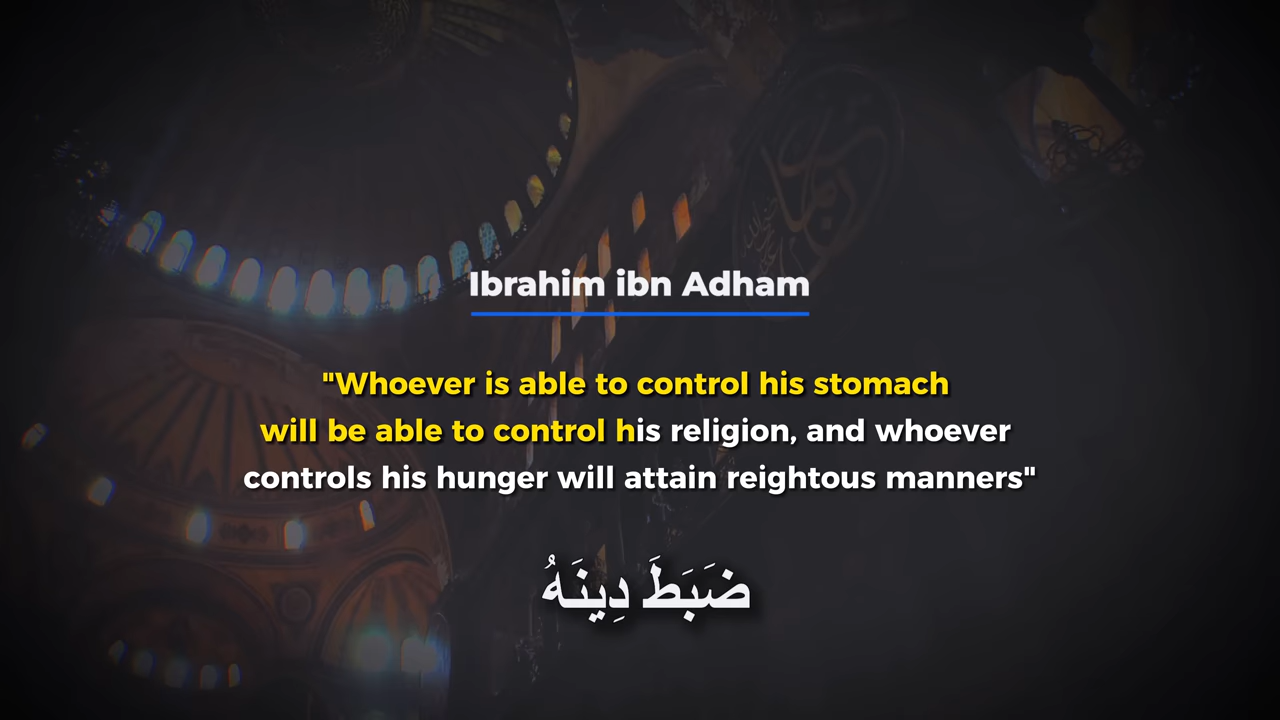 Ibrahim ibn Adham
"Whoever is able to control his stomach
will be able to control his religion, and whoever
controls his hunger will attain reightous manners"
ضَبَطَ دِينَهُ